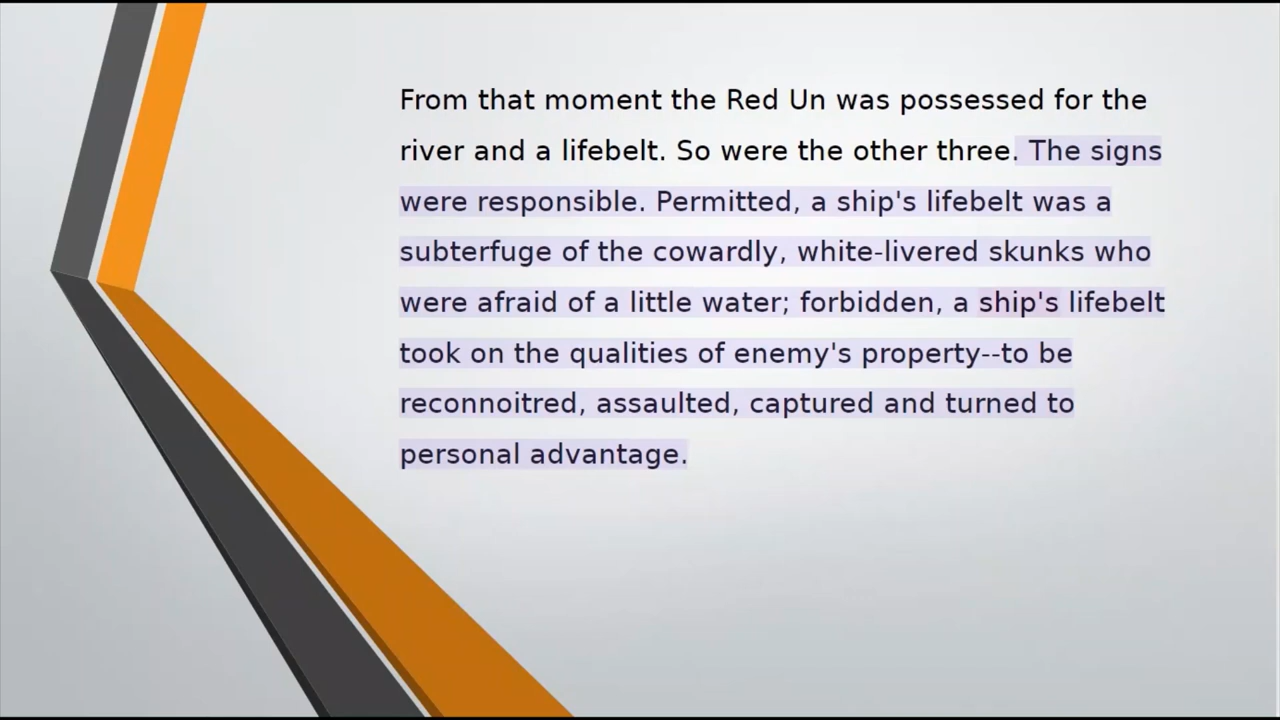 From that moment the Red Un was possessed for the
river and a lifebelt. So were the other three. The signs
were responsible. Permitted, a ship's lifebelt was a
subterfuge of the cowardly, white-livered skunks who
were afraid of a little water; forbidden, a ship's lifebelt
took on the qualities of enemy's property--to be
reconnoitred, assaulted, captured and turned to
personal advantage.